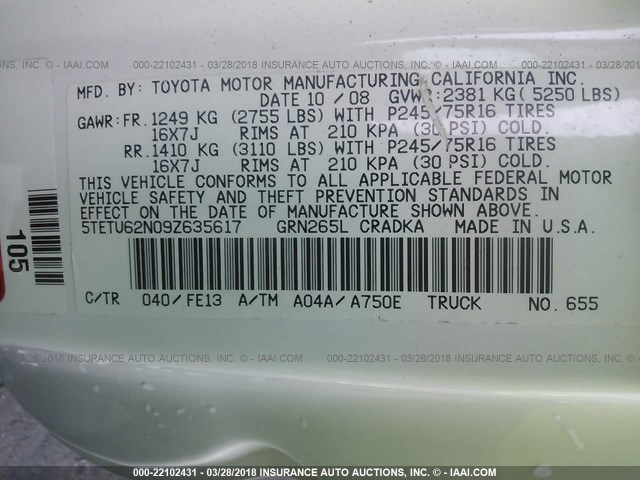 000-22102431 - 03/28/2018 INSURANCE AUTO AUCTIONS, INC. - © IAAI.COM
MFD. BY: TOYOTA MOTOR MANUFACTURING CALIFORNIA INC.
DATE 10 / 08 GVWR:2381 KG( 5250 LBS)
GAWR: FR. 1249 KG (2755 LBS) WITH P245/75R16 TIRES
16X7J RIMS AT 210 KPA (30 PSI) COLD.
RR. 1410 KG (3110 LBS) WITH P245/75R16 TIRES
16X7J RIMS AT 210 KPA (30 PSI) COLD.
THIS VEHICLE CONFORMS TO ALL APPLICABLE FEDERAL MOTOR
VEHICLE SAFETY AND THEFT PREVENTION STANDARDS IN
EFFECT ON THE DATE OF MANUFACTURE SHOWN ABOVE.
5TETU62N09Z635617 GRN265L CRADKA MADE IN U.S.A.
105
C/TR 040/FE13 A/TM A04A/A750E TRUCK NO. 655
000-22102431 - 03/28/2018 INSURANCE AUTO AUCTIONS, INC. - © IAAI.COM
000-22102431 - 03/28/2018 INSURANCE AUTO AUCTIONS, INC. - © IAAI.COM